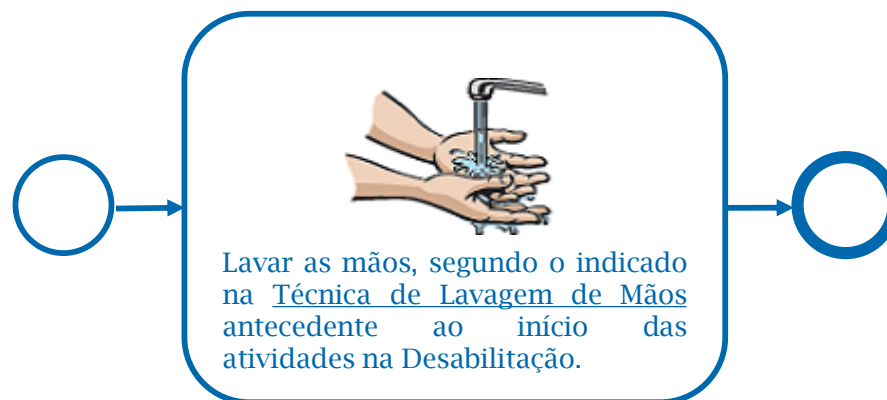 Lavar as mãos, segundo o indicado
na Técnica de Lavagem de Mãos
antecedente ao início das
atividades na Desabilitação.